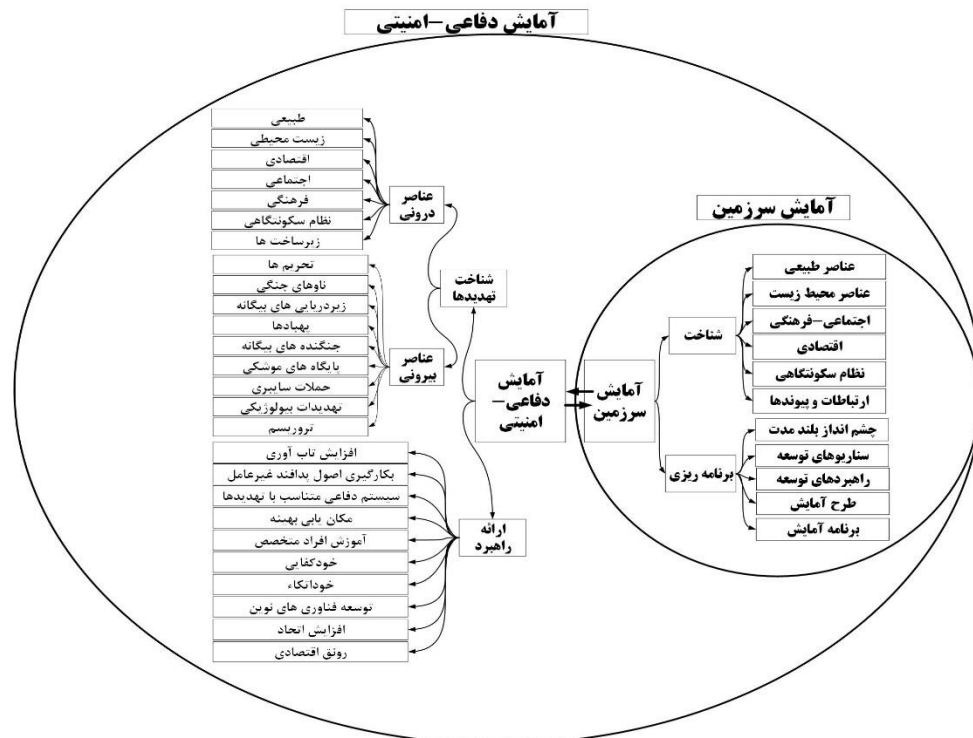 آمایش دفاعی–امنیتی
آمایش سرزمین
عناصر طبیعی
عناصر محیط زیست
اجتماعی–فرهنگی
اقتصادی
نظام سکونتگاهی
ارتباطات و پیوندها
شناخت
چشم انداز بلند مدت
سناریوهای توسعه
راهبردهای توسعه
طرح آمایش
برنامه آمایش
برنامه ریزی
آمایش
سرزمین
آمایش
دفاعی–
امنیتی
شناخت
تهدیدها
عناصر
درونی
طبیعی
زیست محیطی
اقتصادی
اجتماعی
فرهنگی
نظام سکونتگاهی
زیرساخت ها
عناصر
بیرونی
تحریم ها
ناوهای جنگی
زیردریایی های بیگانه
پهپادها
جنگنده های بیگانه
پایگاه های موشکی
حملات سایبری
تهدیدات بیولوژیکی
تروریسم
ارائه
راهبرد
افزایش تاب آوری
بکارگیری اصول پدافند غیرعامل
سیستم دفاعی متناسب با تهدیدها
مکان یابی بهینه
آموزش افراد متخصص
خودکفایی
خوداتکاء
توسعه فناوری های نوین
افزایش اتحاد
رونق اقتصادی